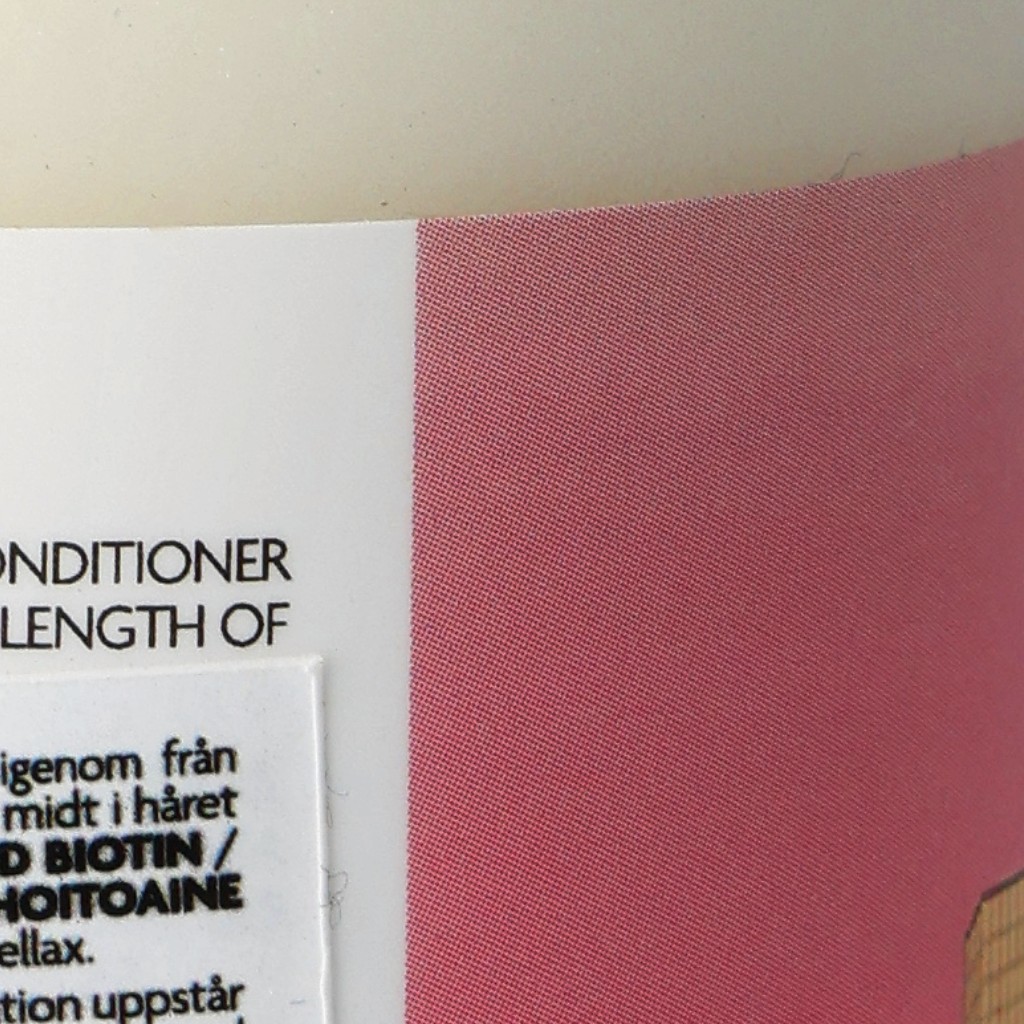 ONDITIONER
LENGTH OF
igenom från
midt i håret
D BIOTIN /
HOITOAINE
ellax.
tion uppstår